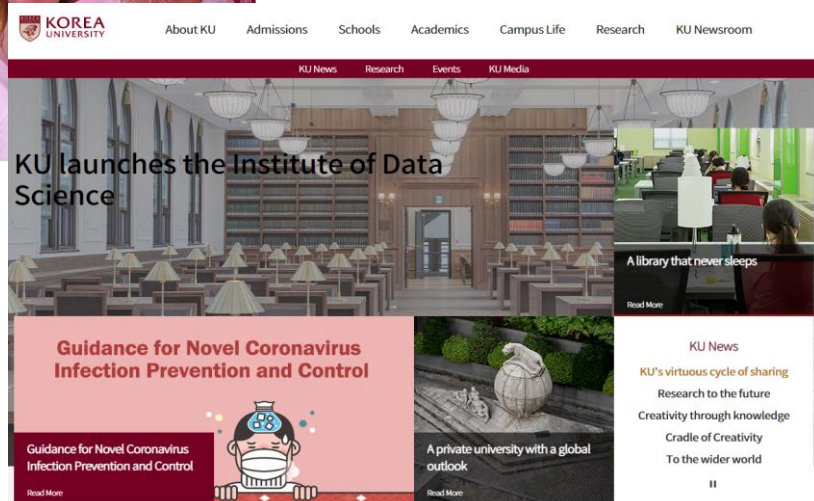 KOREA
UNIVERSITY
About KU
Admissions
Schools
Academics
Campus Life
Research
KU Newsroom
KU News
Research
Events
KU Media
KU launches the Institute of Data
Science
A library that never sleeps
Read More
Guidance for Novel Coronavirus
Infection Prevention and Control
Guidance for Novel Coronavirus
Infection Prevention and Control
Read More
A private university with a global
outlook
Read More
KU News
KU's virtuous cycle of sharing
Research to the future
Creativity through knowledge
Cradle of Creativity
To the wider world